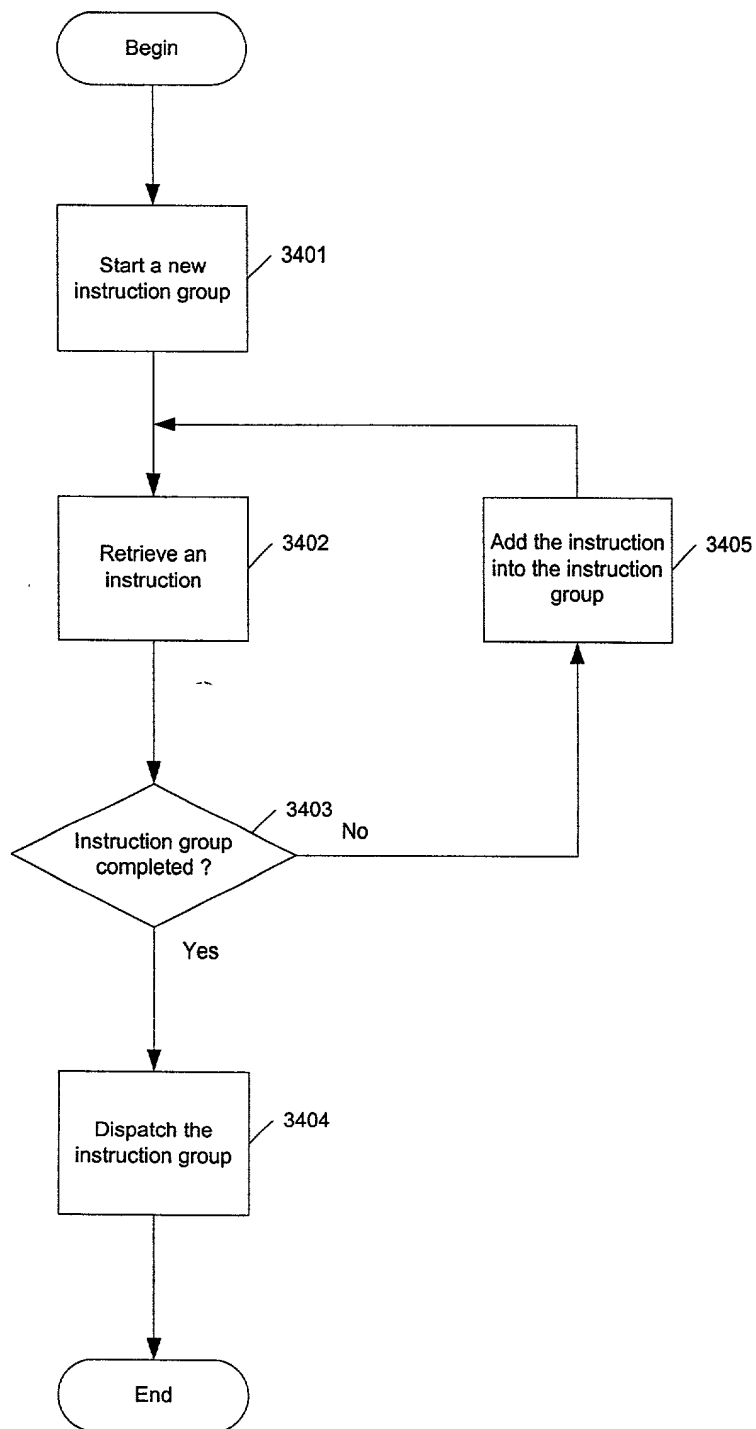 Begin
Start a new
instruction group
3401
Retrieve an
instruction
3402
Add the instruction
into the instruction
group
3405
Instruction group
completed ?
3403
No
Yes
Dispatch the
instruction group
3404
End